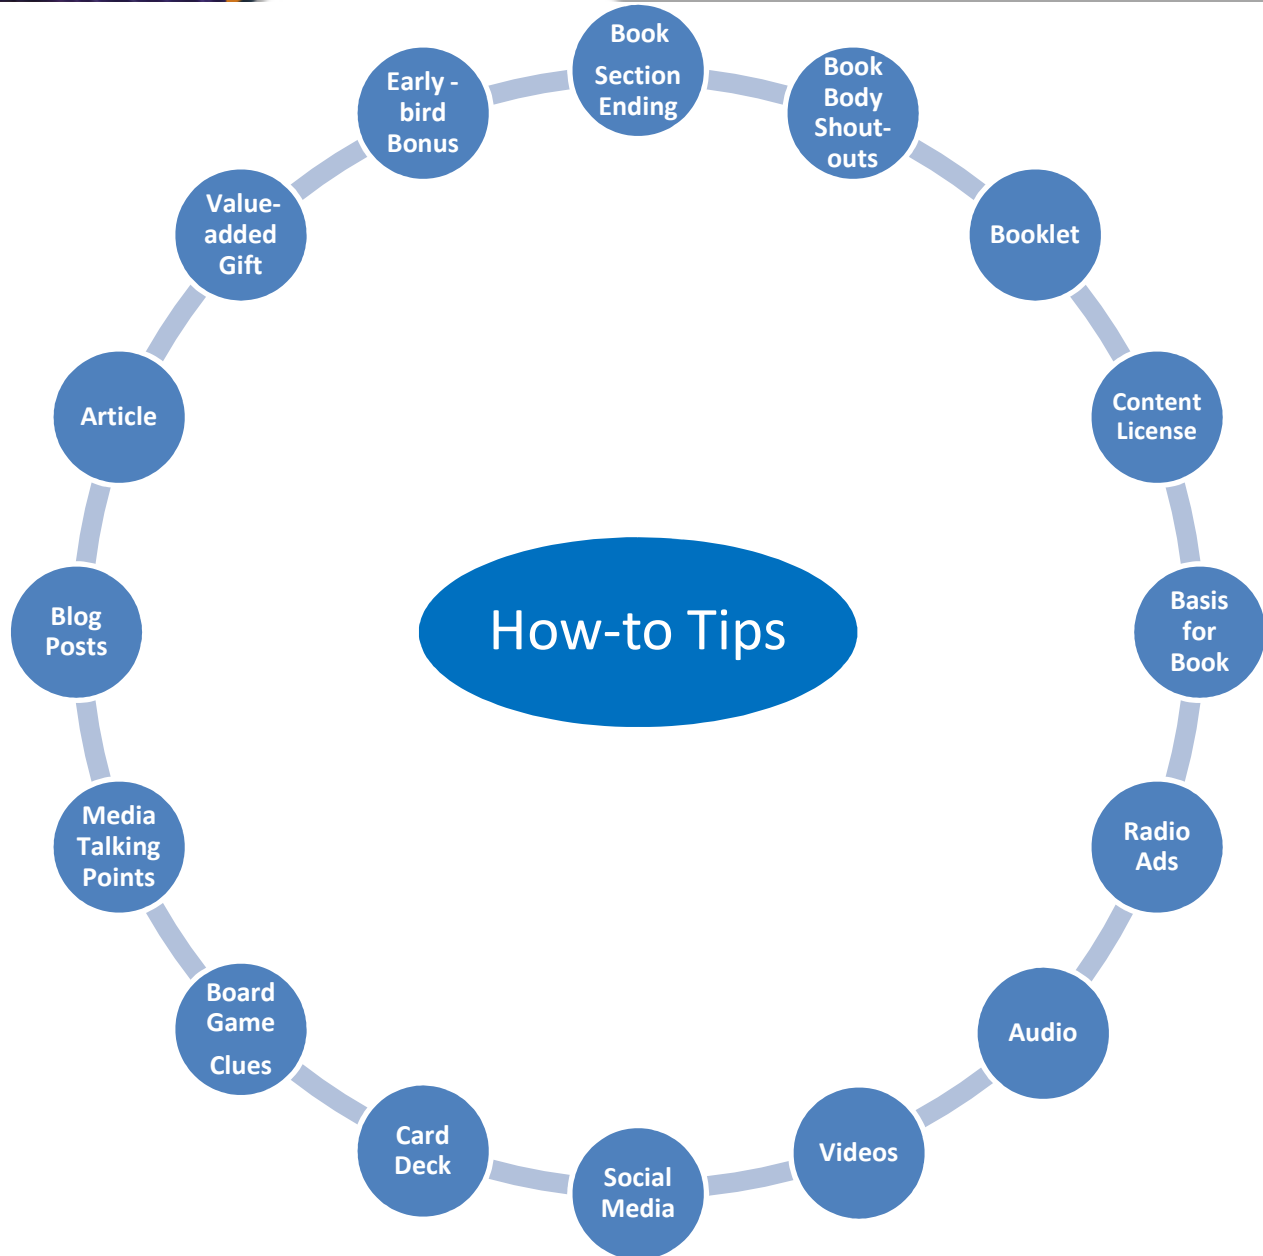 Book
Section
Ending
Book
Body
Shout-
outs
Booklet
Content
License
Basis
for
Book
Radio
Ads
Audio
Videos
Social
Media
Card
Deck
Board
Game
Clues
Media
Talking
Points
Blog
Posts
Article
Value-
added
Gift
Early -
bird
Bonus
How-to Tips